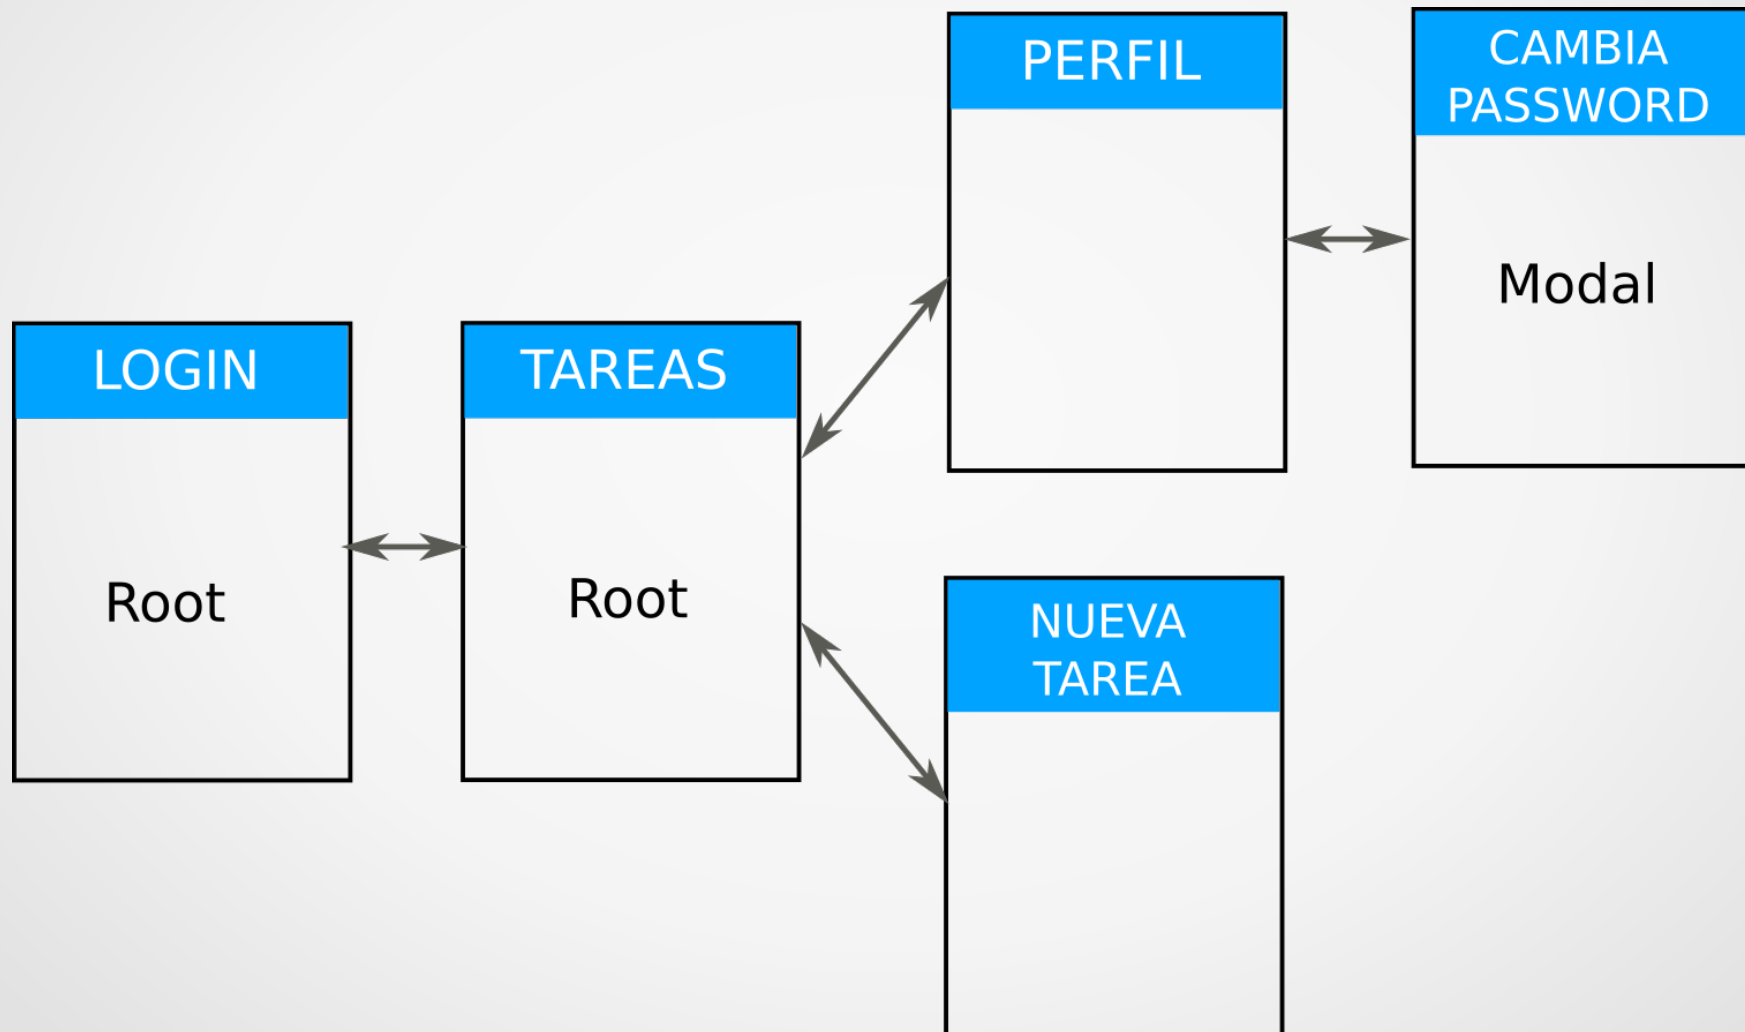 LOGIN
Root
TAREAS
Root
PERFIL
CAMBIA
PASSWORD
Modal
NUEVA
TAREA